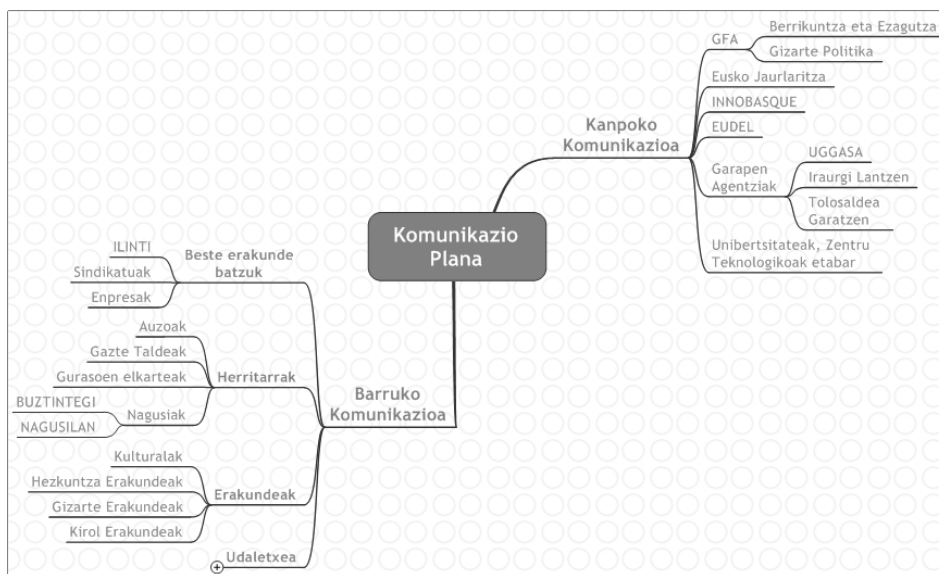 Komunikazio
Plana
Kanpoko
Komunikazioa
GFA
Berrikuntza eta Ezagutza
Gizarte Politika
Eusko Jaurlaritza
INNOBASQUE
EUDEL
Garapen
Agentziak
UGGASA
Iraurgi Lantzen
Tolosaldea
Garatzen
Unibertsitateak, Zentru
Teknologikoak etabar
Barruko
Komunikazioa
Beste erakunde
batzuk
ILINTI
Sindikatuak
Enpresak
Herritarrak
Auzoak
Gazte Taldeak
Gurasoen elkarteak
Nagusiak
BUZTINTEGI
NAGUSILAN
Erakundeak
Kulturalak
Hezkuntza Erakundeak
Gizarte Erakundeak
Kirol Erakundeak
Udaletxea